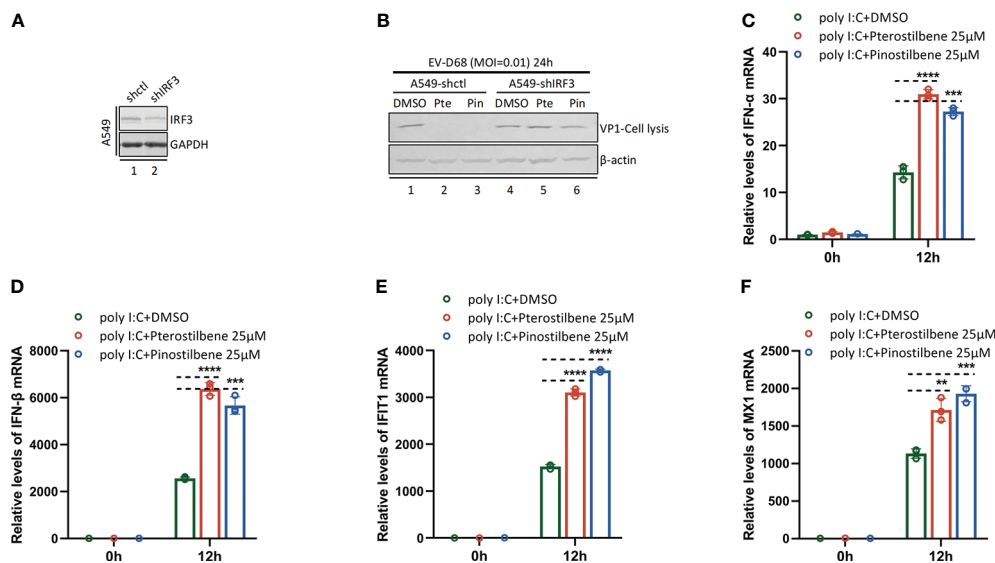 A
shctl
shIRF3
A549
IRF3
GAPDH
1 2
B
EV-D68 (MOI=0.01) 24h
A549-shctl A549-shIRF3
DMSO Pte Pin DMSO Pte Pin
VP1-Cell lysis
β-actin
1 2 3 4 5 6
C
poly I:C+DMSO
poly I:C+Pterostilbene 25μM
poly I:C+Pinostilbene 25μM
Relative levels of IFN-α mRNA
40
30
20
10
0
****
***
0h 12h
D
poly I:C+DMSO
poly I:C+Pterostilbene 25μM
poly I:C+Pinostilbene 25μM
Relative levels of IFN-β mRNA
8000
6000
4000
2000
0
****
***
0h 12h
E
poly I:C+DMSO
poly I:C+Pterostilbene 25μM
poly I:C+Pinostilbene 25μM
Relative levels of IFIT1 mRNA
4000
3000
2000
1000
0
****
****
0h 12h
F
poly I:C+DMSO
poly I:C+Pterostilbene 25μM
poly I:C+Pinostilbene 25μM
Relative levels of MX1 mRNA
2500
2000
1500
1000
500
0
***
**
0h 12h